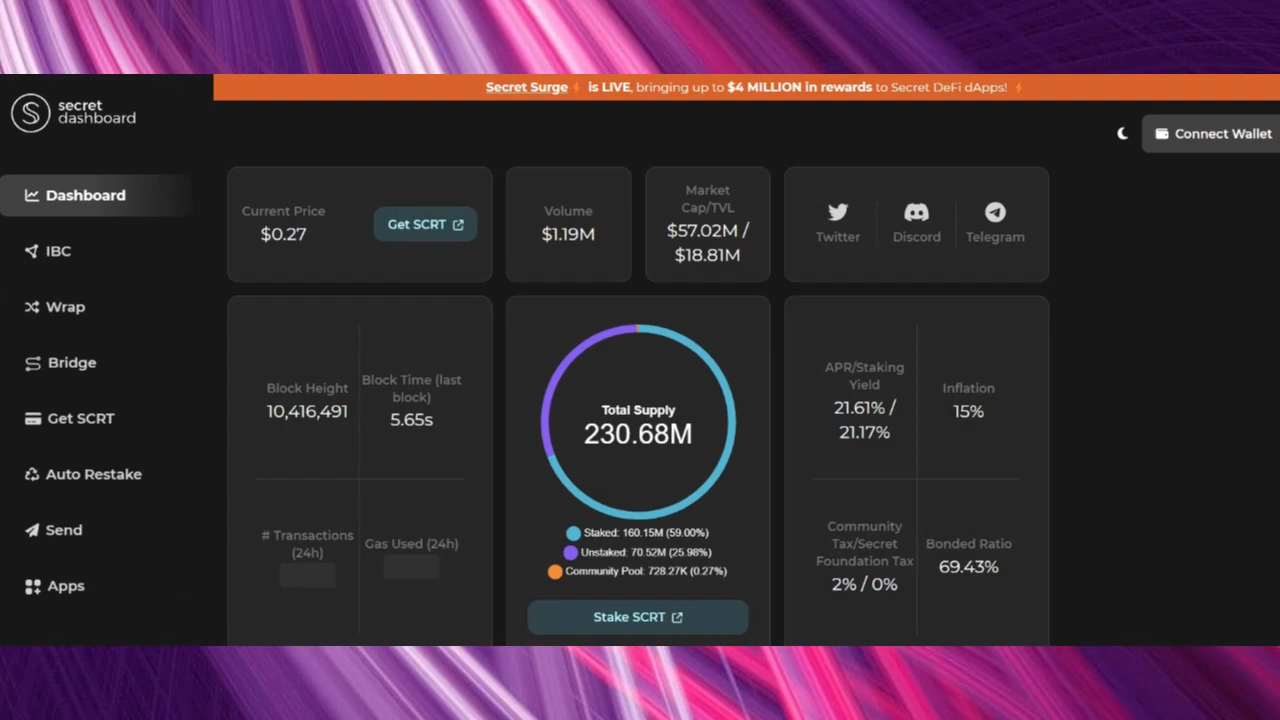 Secret Surge⚡ is LIVE, bringing up to $4 MILLION in rewards to Secret DeFi dApps! ⚡
secret
dashboard
Connect Wallet
Dashboard
IBC
Wrap
Bridge
Get SCRT
Auto Restake
Send
Apps
Current Price
$0.27
Get SCRT
Volume
$1.19M
Market
Cap/TVL
$57.02M /
$18.81M
Twitter
Discord
Telegram
Block Height
10,416,491
Block Time (last
block)
5.65s
# Transactions
(24h)
Gas Used (24h)
Total Supply
230.68M
Staked: 160.15M (59.00%)
Unstaked: 70.52M (25.98%)
Community Pool: 728.27K (0.27%)
Stake SCRT
APR/Staking
Yield
21.61% /
21.17%
Inflation
15%
Community
Tax/Secret
Foundation Tax
2% / 0%
Bonded Ratio
69.43%